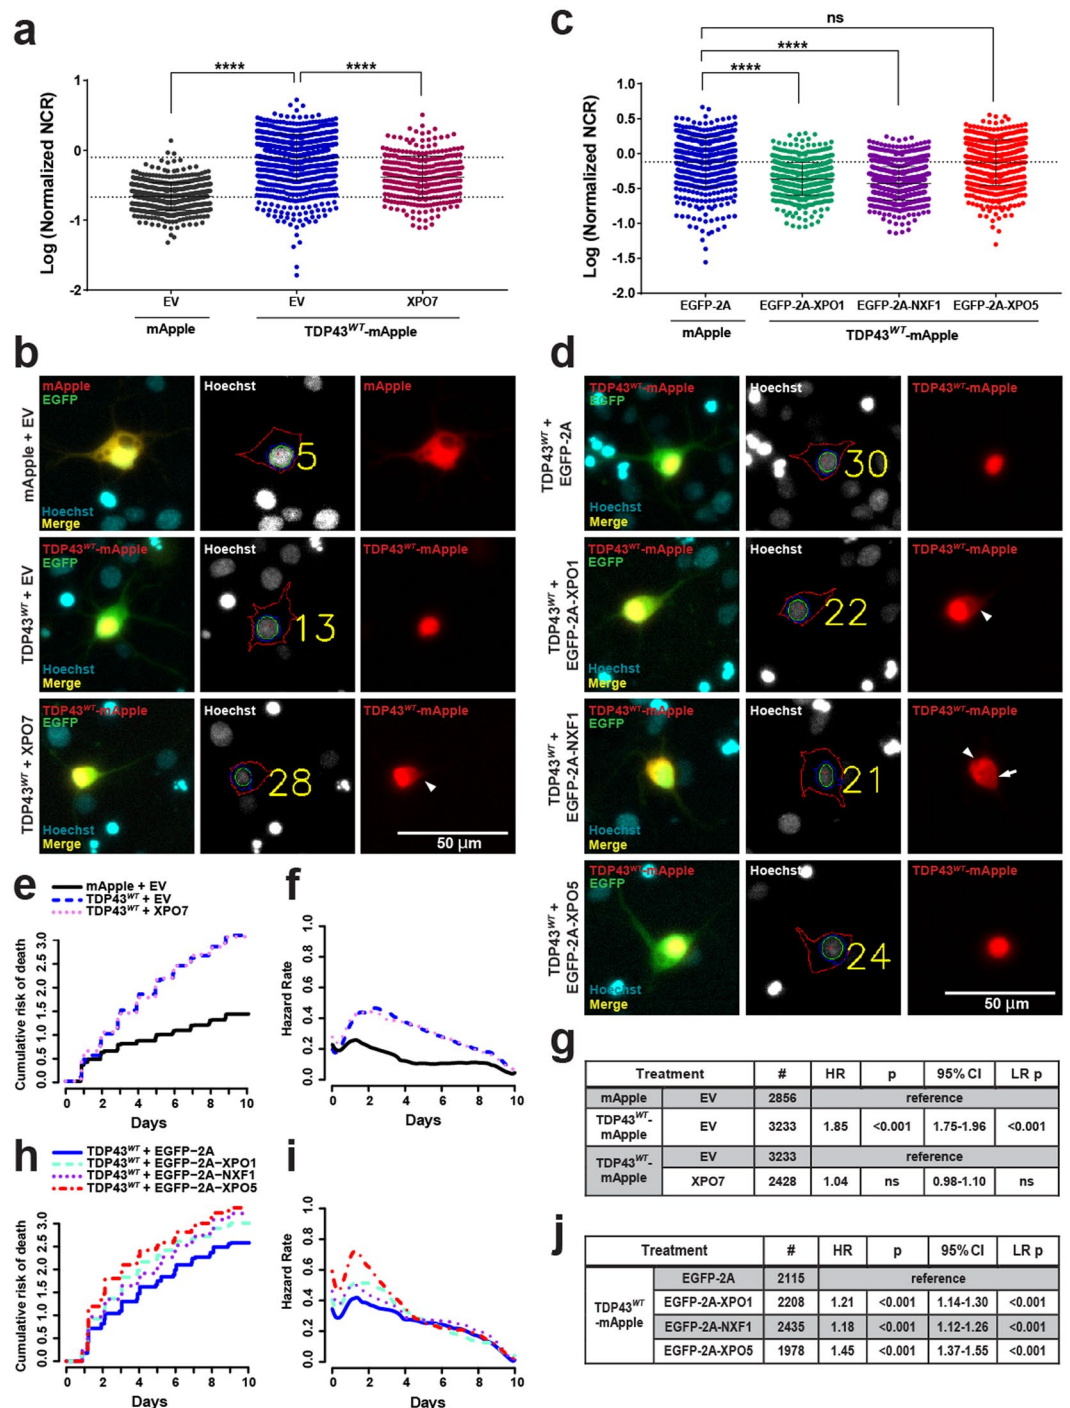 a
****
****
1
0
-1
-2
Log (Normalized NCR)
EV
EV
XPO7
mApple
TDP43WT-mApple
c
ns
****
****
1.0
0.5
0.0
-0.5
-1.0
-1.5
-2.0
Log (Normalized NCR)
EGFP-2A
EGFP-2A-XPO1
EGFP-2A-NXF1
EGFP-2A-XPO5
mApple
TDP43WT-mApple
b
mApple + EV
mApple
EGFP
Hoechst
Merge
Hoechst
5
mApple
TDP43WT + EV
TDP43WT-mApple
EGFP
Hoechst
Merge
Hoechst
13
TDP43WT-mApple
TDP43WT + XPO7
TDP43WT-mApple
EGFP
Hoechst
Merge
Hoechst
28
TDP43WT-mApple
50 μm
d
TDP43WT +
EGFP-2A
TDP43WT-mApple
EGFP
Hoechst
Merge
Hoechst
30
TDP43WT-mApple
TDP43WT +
EGFP-2A-XPO1
TDP43WT-mApple
EGFP
Hoechst
Merge
Hoechst
22
TDP43WT-mApple
TDP43WT +
EGFP-2A-NXF1
TDP43WT-mApple
EGFP
Hoechst
Merge
Hoechst
21
TDP43WT-mApple
TDP43WT +
EGFP-2A-XPO5
TDP43WT-mApple
EGFP
Hoechst
Merge
Hoechst
24
TDP43WT-mApple
50 μm
e
mApple + EV
TDP43WT + EV
TDP43WT + XPO7
Cumulative risk of death
0.0 0.5 1.0 1.5 2.0 2.5 3.0
0 2 4 6 8 10
Days
f
Hazard Rate
0.0 0.2 0.4 0.6 0.8 1.0
0 2 4 6 8 10
Days
g
Treatment # HR p 95% CI LR p
mApple EV 2856 reference
TDP43WT-mApple EV 3233 1.85 <0.001 1.75-1.96 <0.001
TDP43WT-mApple EV 3233 reference
XPO7 2428 1.04 ns 0.98-1.10 ns
h
TDP43WT + EGFP-2A
TDP43WT + EGFP-2A-XPO1
TDP43WT + EGFP-2A-NXF1
TDP43WT + EGFP-2A-XPO5
Cumulative risk of death
0.0 0.5 1.0 1.5 2.0 2.5 3.0
0 2 4 6 8 10
Days
i
Hazard Rate
0.0 0.2 0.4 0.6 0.8 1.0
0 2 4 6 8 10
Days
j
Treatment # HR p 95% CI LR p
TDP43WT-mApple EGFP-2A 2115 reference
EGFP-2A-XPO1 2208 1.21 <0.001 1.14-1.30 <0.001
EGFP-2A-NXF1 2435 1.18 <0.001 1.12-1.26 <0.001
EGFP-2A-XPO5 1978 1.45 <0.001 1.37-1.55 <0.001